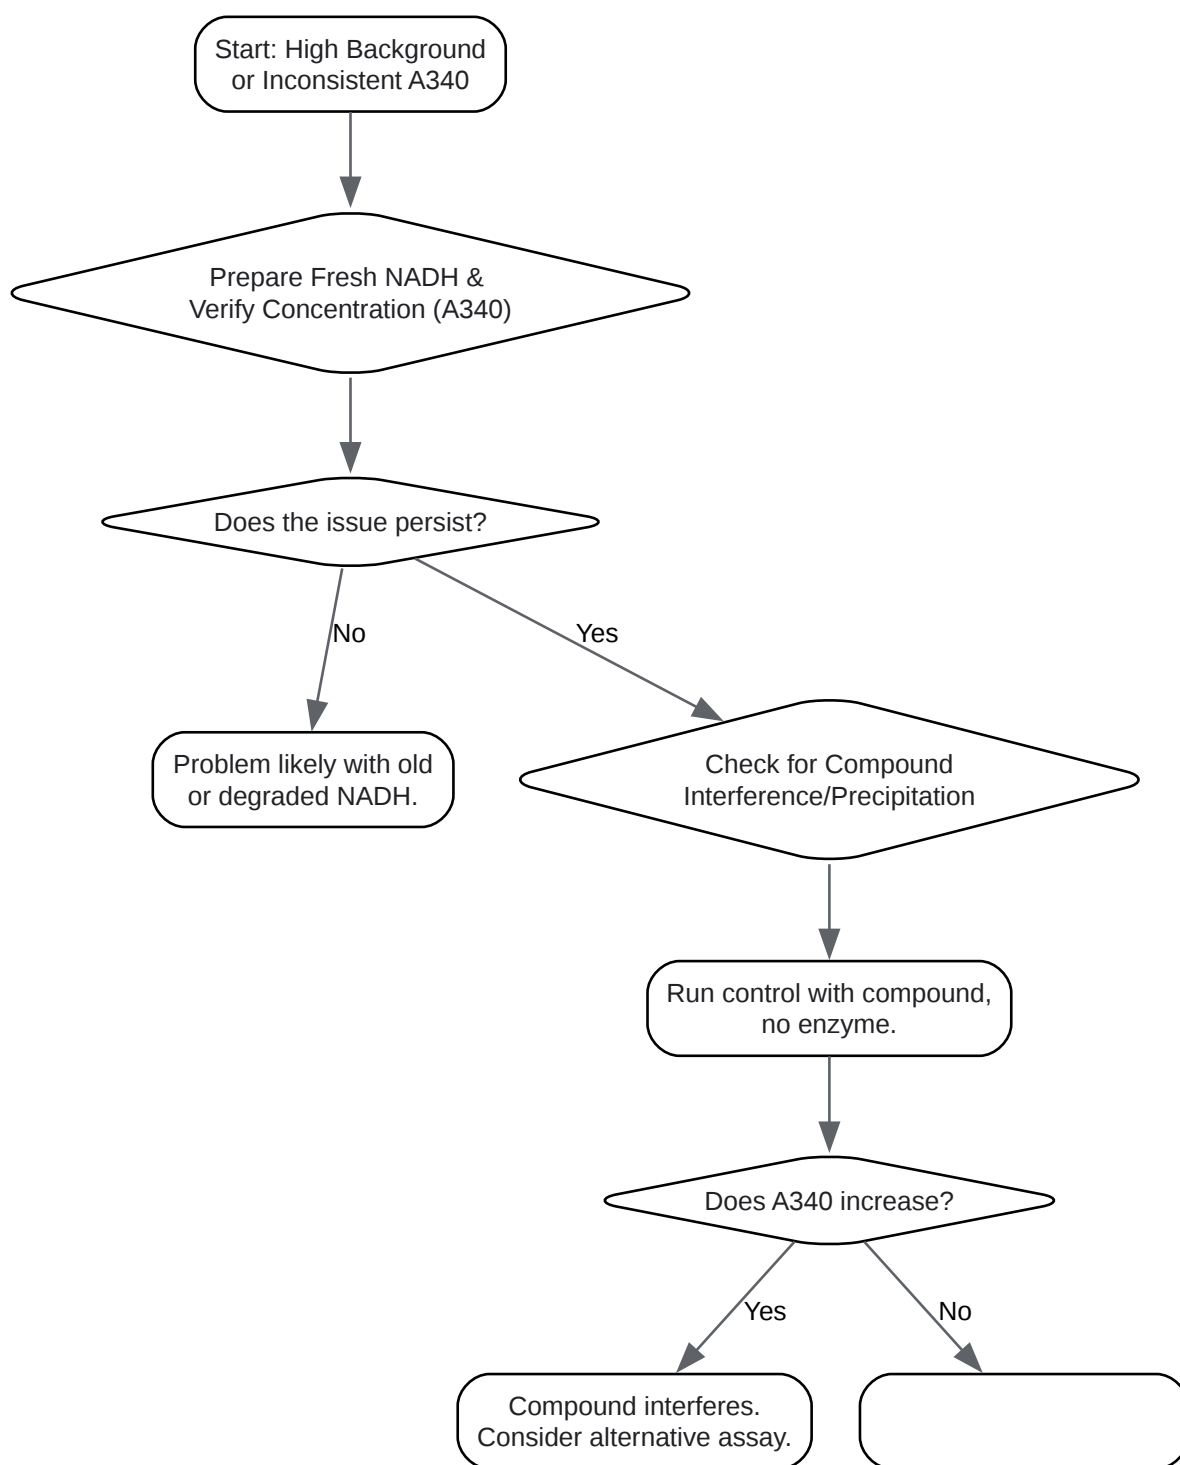 Start: High Background
or Inconsistent A340
Prepare Fresh NADH &
Verify Concentration (A340)
Does the issue persist?
No
Yes
Problem likely with old
or degraded NADH.
Check for Compound
Interference/Precipitation
Run control with compound,
no enzyme.
Does A340 increase?
Yes
No
Compound interferes.
Consider alternative assay.